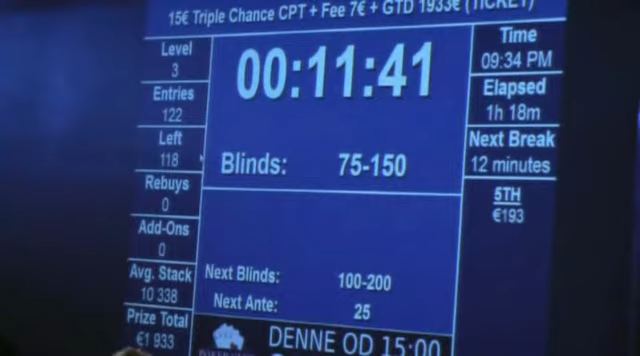 15€ Triple Chance CPT + Fee 7€ + GTD 1933€ (TICKET)
Level
3
Entries
122
Left
118
Rebuys
0
Add-Ons
0
Avg. Stack
10 338
Prize Total
€1 933
00:11:41
Blinds: 75-150
Next Blinds: 100-200
Next Ante: 25
DENNE OD 15:00
Time
09:34 PM
Elapsed
1h 18m
Next Break
12 minutes
5TH
€193